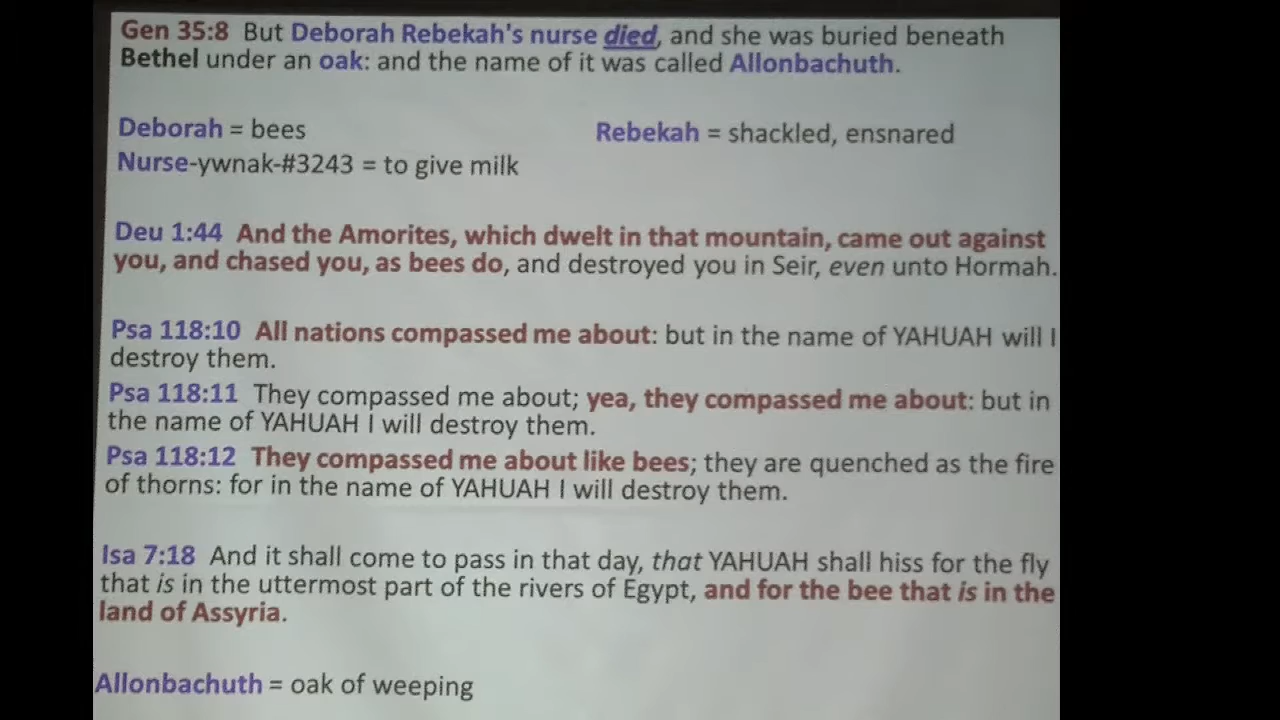 Gen 35:8 But Deborah Rebekah's nurse died, and she was buried beneath
Bethel under an oak: and the name of it was called Allonbachuth.
Deborah = bees
Rebekah = shackled, ensnared
Nurse-ywnak-#3243 = to give milk
Deu 1:44 And the Amorites, which dwelt in that mountain, came out against
you, and chased you, as bees do, and destroyed you in Seir, even unto Hormah.
Psa 118:10 All nations compassed me about: but in the name of YAHUAH will I
destroy them.
Psa 118:11 They compassed me about; yea, they compassed me about: but in
the name of YAHUAH I will destroy them.
Psa 118:12 They compassed me about like bees; they are quenched as the fire
of thorns: for in the name of YAHUAH I will destroy them.
Isa 7:18 And it shall come to pass in that day, that YAHUAH shall hiss for the fly
that is in the uttermost part of the rivers of Egypt, and for the bee that is in the
land of Assyria.
Allonbachuth = oak of weeping